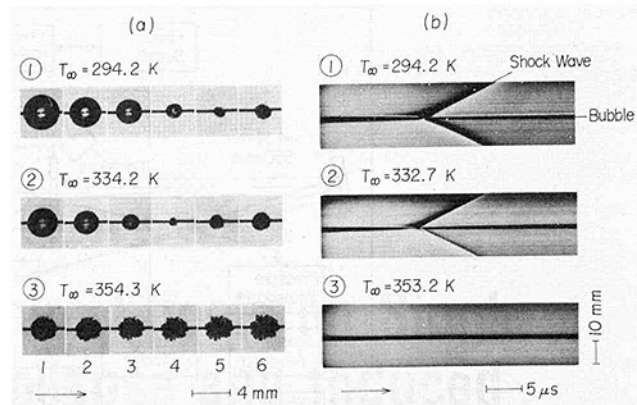 (a)
① T∞=294.2 K
② T∞=334.2 K
③ T∞=354.3 K
1 2 3 4 5 6
4 mm
(b)
① T∞=294.2 K
Shock Wave
Bubble
② T∞=332.7 K
③ T∞=353.2 K
10 mm
5 μs